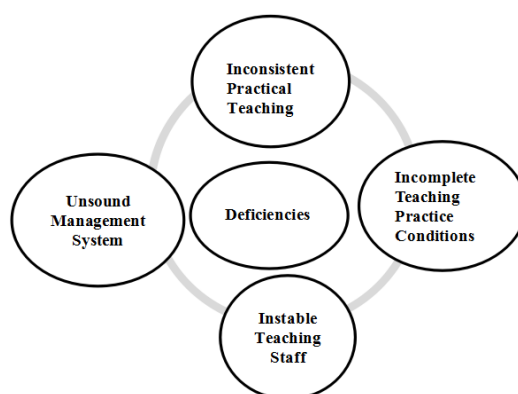 Inconsistent
Practical
Teaching
Unsound
Management
System
Deficiencies
Incomplete
Teaching
Practice
Conditions
Instable
Teaching
Staff